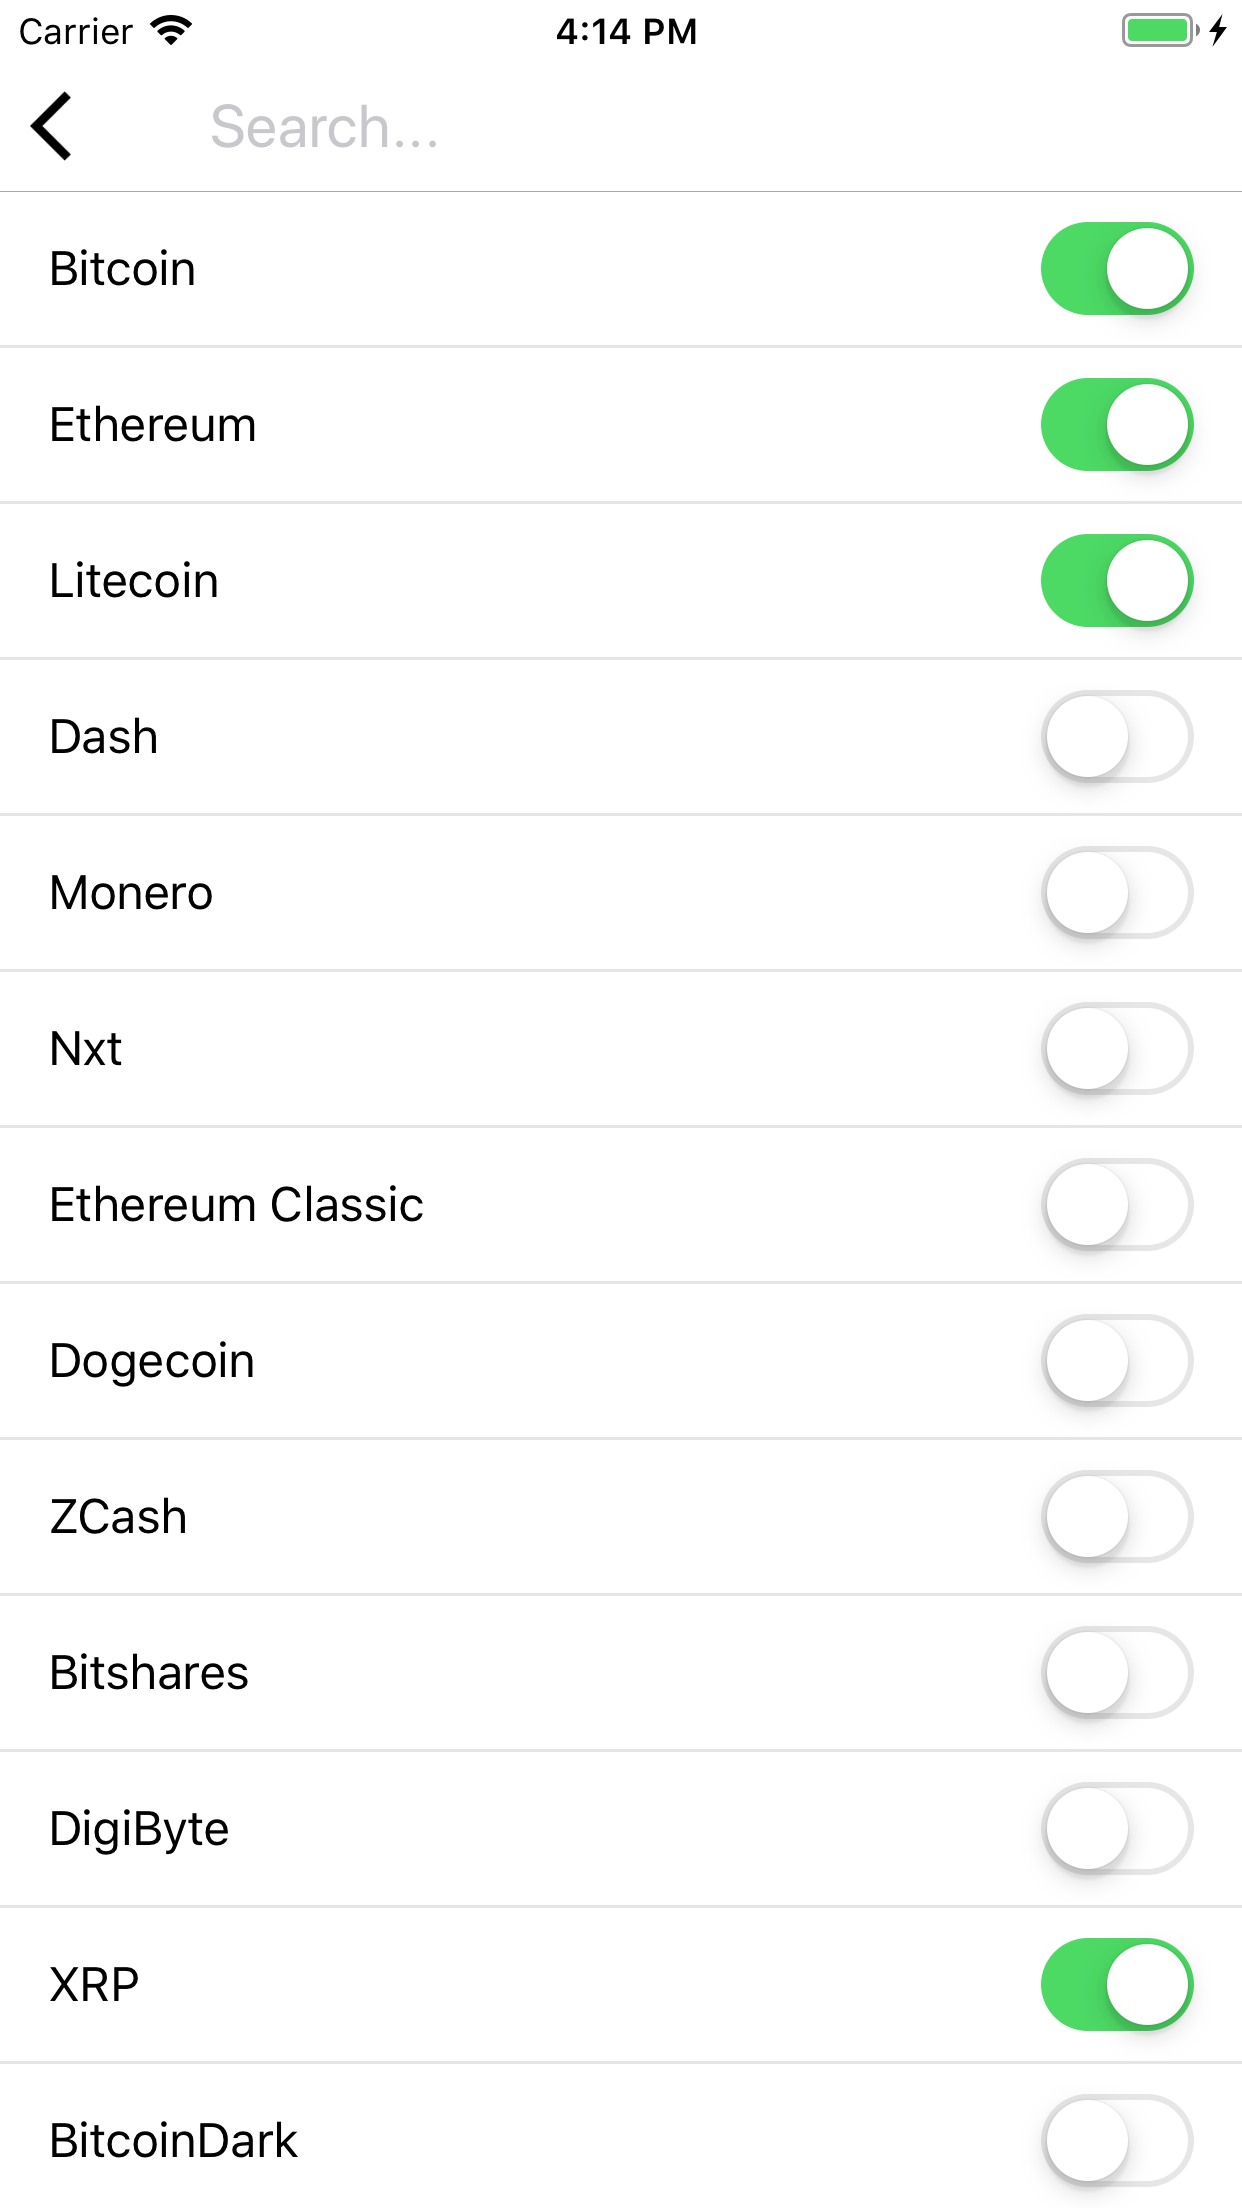 Carrier 4:14 PM
Search...
Bitcoin
Ethereum
Litecoin
Dash
Monero
Nxt
Ethereum Classic
Dogecoin
ZCash
Bitshares
DigiByte
XRP
BitcoinDark